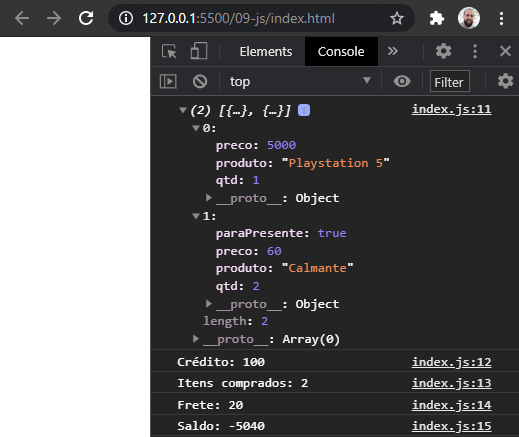 127.0.0.1:5500/09-js/index.html
Elements Console »
top Filter
(2) [{…}, {…}] i index.js:11
0:
preco: 5000
produto: "Playstation 5"
qtd: 1
__proto__: Object
1:
paraPresente: true
preco: 60
produto: "Calmante"
qtd: 2
__proto__: Object
length: 2
__proto__: Array(0)
Crédito: 100 index.js:12
Itens comprados: 2 index.js:13
Frete: 20 index.js:14
Saldo: -5040 index.js:15